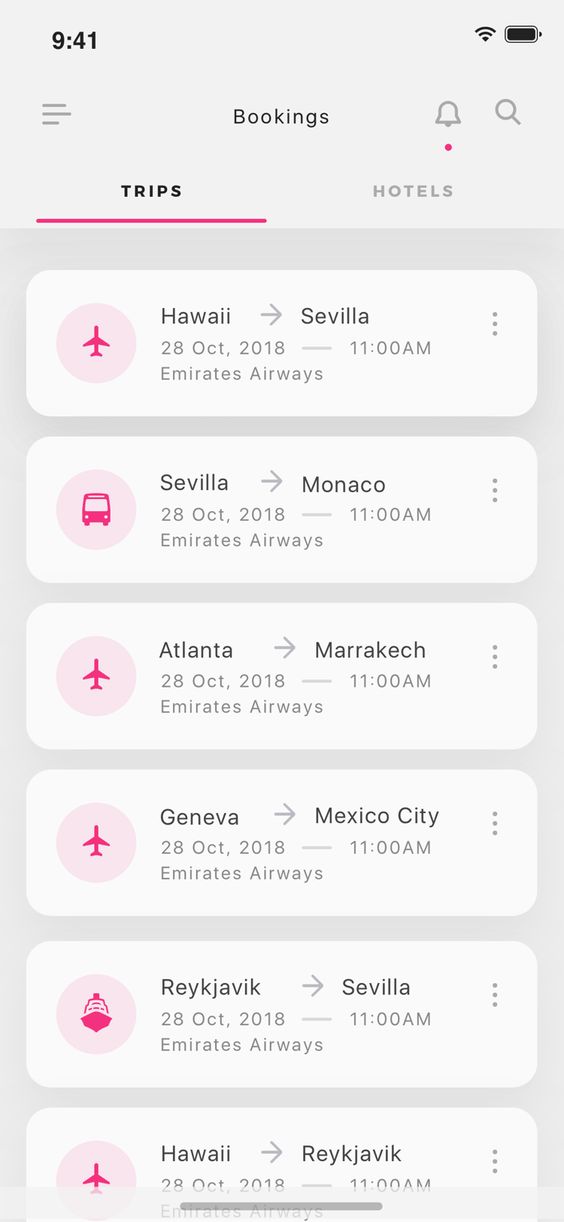 9:41
Bookings
TRIPS HOTELS
Hawaii → Sevilla
28 Oct, 2018 — 11:00AM
Emirates Airways
Sevilla → Monaco
28 Oct, 2018 — 11:00AM
Emirates Airways
Atlanta → Marrakech
28 Oct, 2018 — 11:00AM
Emirates Airways
Geneva → Mexico City
28 Oct, 2018 — 11:00AM
Emirates Airways
Reykjavik → Sevilla
28 Oct, 2018 — 11:00AM
Emirates Airways
Hawaii → Reykjavik
28 Oct, 2018 — 11:00AM
Emirates Airways